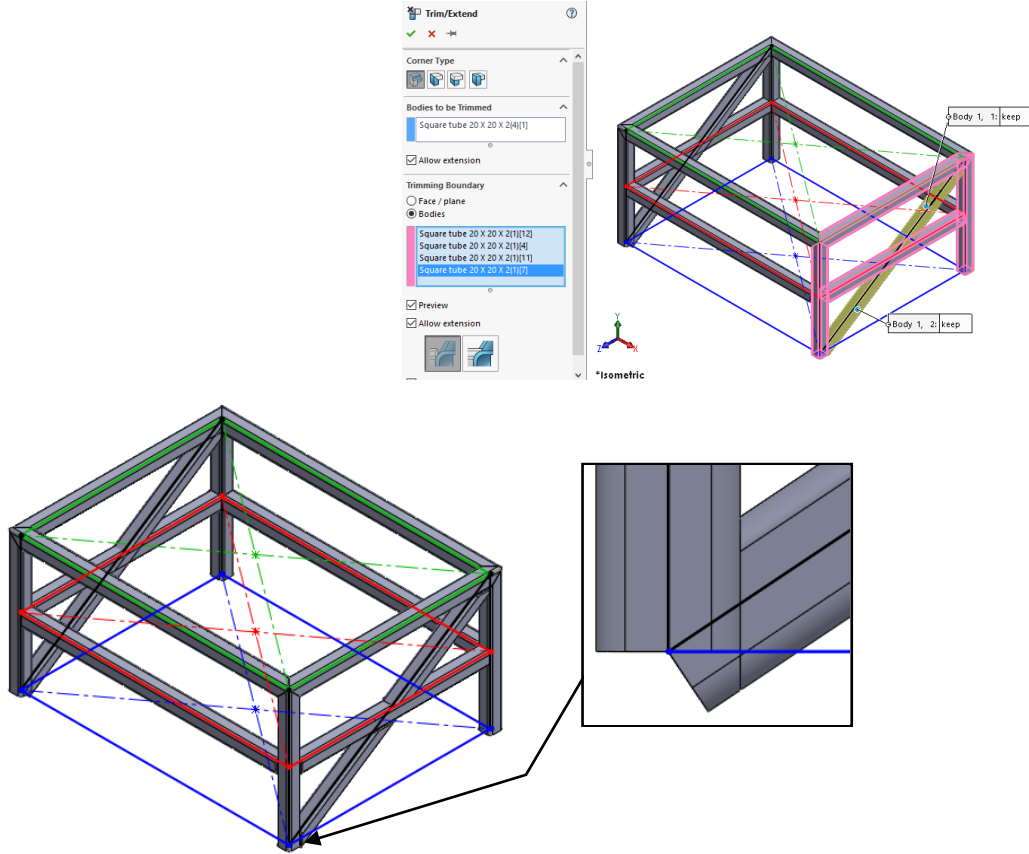 Trim/Extend
Corner Type
Bodies to be Trimmed
Square tube 20 X 20 X 2(4)[1]
Allow extension
Trimming Boundary
Face / plane
Bodies
Square tube 20 X 20 X 2(1)[12]
Square tube 20 X 20 X 2(1)[4]
Square tube 20 X 20 X 2(1)[11]
Square tube 20 X 20 X 2(1)[7]
Preview
Allow extension
Body 1, 1: keep
Body 1, 2: keep
Y
Z
X
*Isometric